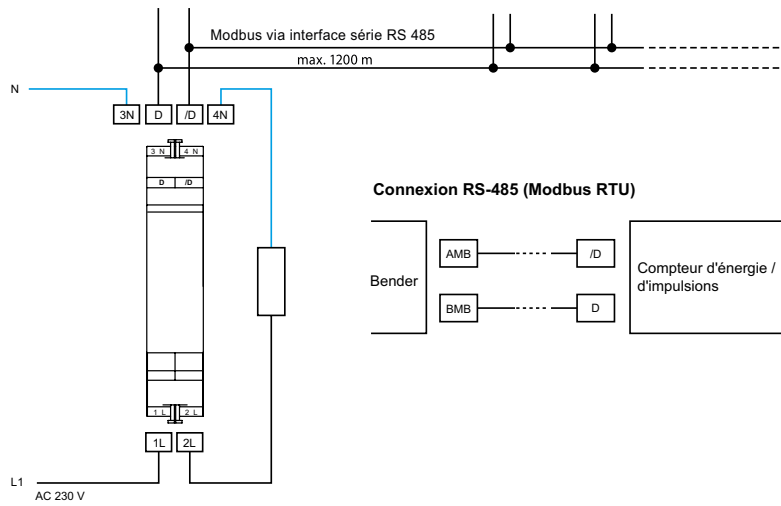 Modbus via interface série RS 485
max. 1200 m
N
3N D /D 4N
3 N 4 N
D /D
Connexion RS-485 (Modbus RTU)
Bender
AMB
/D
BMB
D
Compteur d'énergie /
d'impulsions
1 L 2 L
1L 2L
L1
AC 230 V